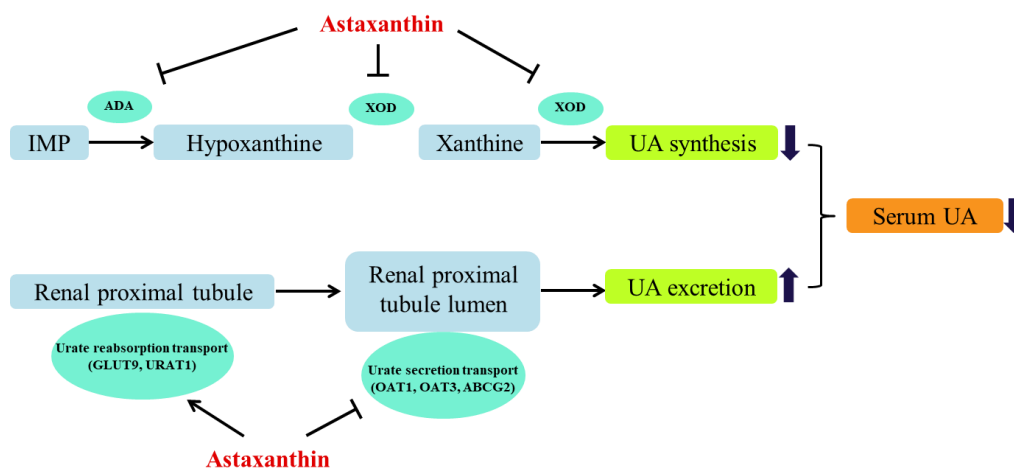 Astaxanthin
ADA
XOD
XOD
IMP
Hypoxanthine
Xanthine
UA synthesis
Serum UA
Renal proximal tubule
Renal proximal
tubule lumen
UA excretion
Urate reabsorption transport
(GLUT9, URAT1)
Urate secretion transport
(OAT1, OAT3, ABCG2)
Astaxanthin